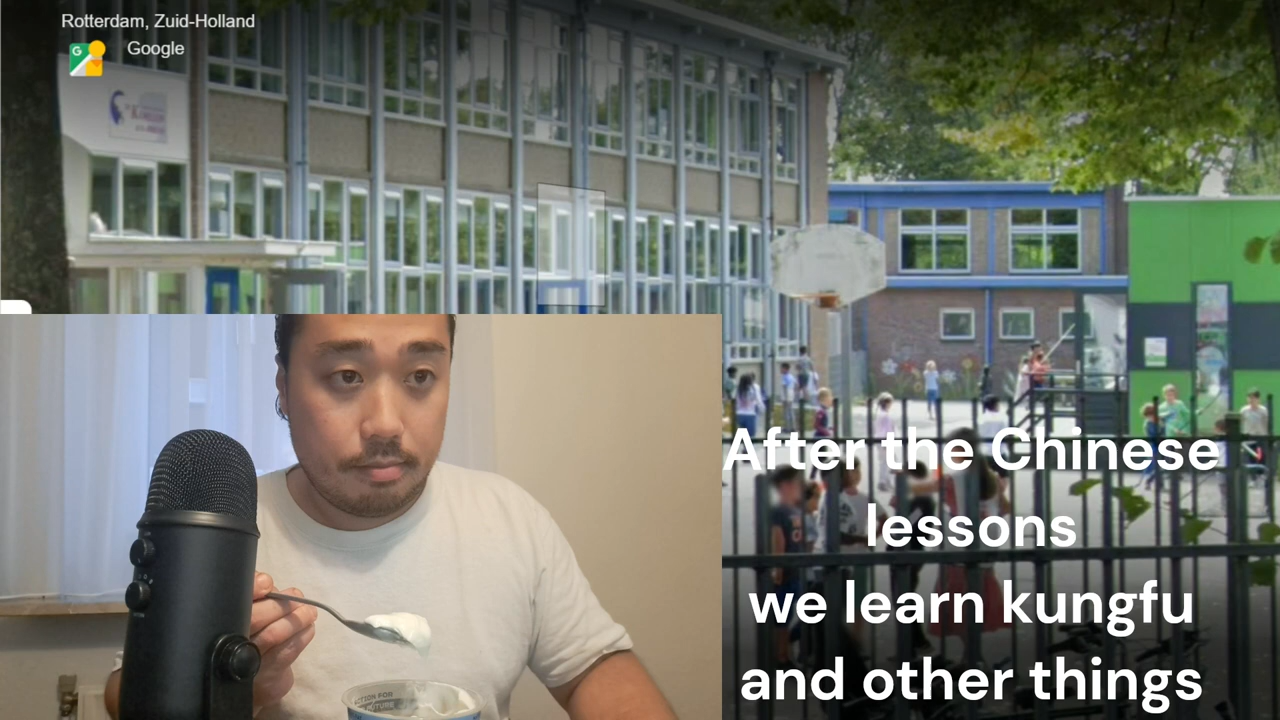 Rotterdam, Zuid-Holland
Google
After the Chinese
lessons
we learn kungfu
and other things